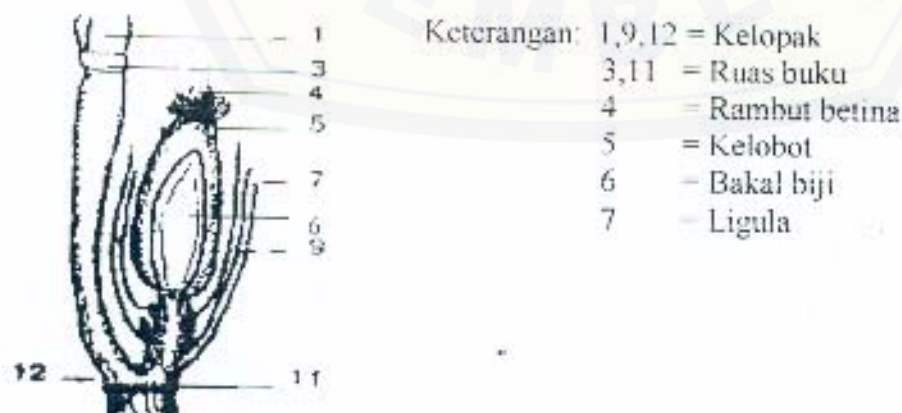 1
3
4
5
7
6
9
12
11
Keterangan: 1,9,12 = Kelopak
3,11 = Ruas buku
4 = Rambut betina
5 = Kelobot
6 = Bakal biji
7 = Ligula